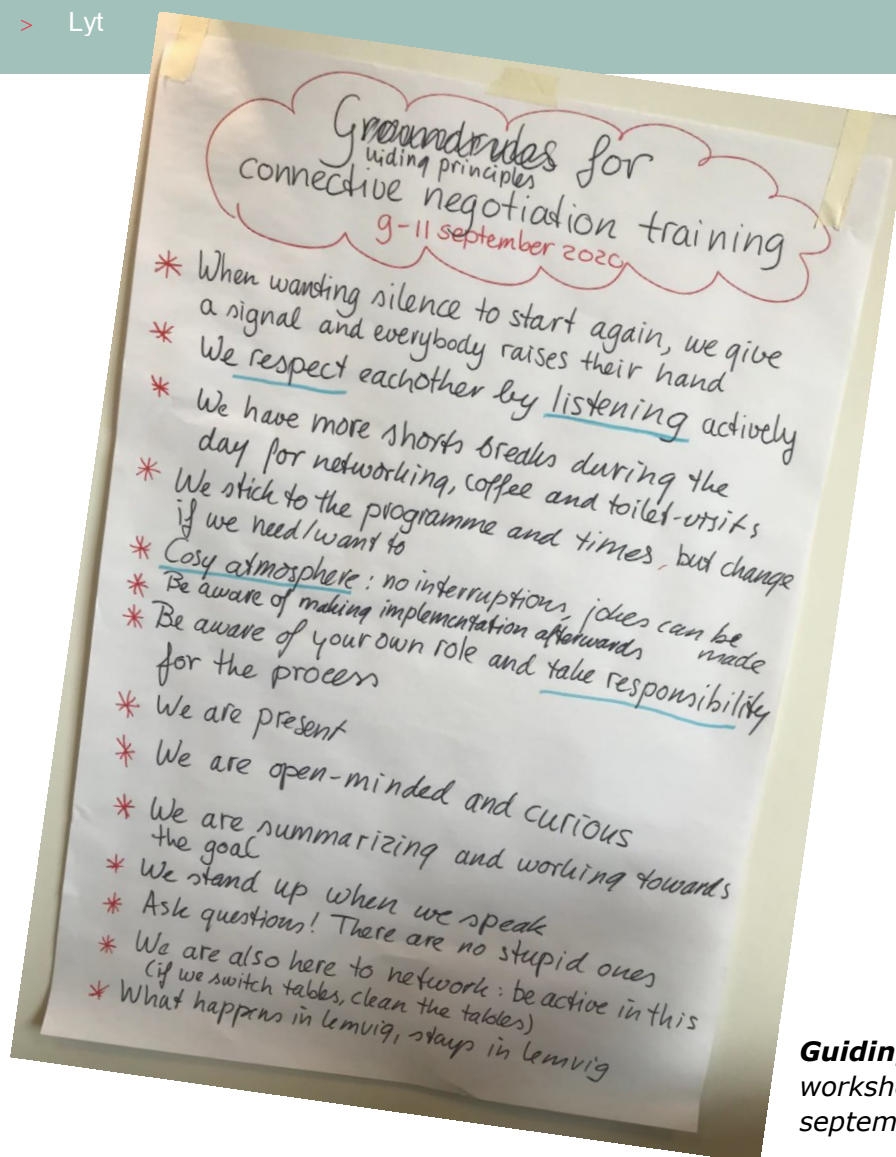 > Lyt
Groundrules for
uiding principles
connective negotiation training
9-11 september 2020
* When wanting silence to start again, we give
a signal and everybody raises their hand
* We respect eachother by listening actively
* We have more shorts breaks during the
day for networking, coffee and toilet-visits
* We stick to the programme and times, but change
if we need/want to
* Cosy atmosphere: no interruptions, jokes can be
made
* Be aware of making implementation afterwards
* Be aware of your own role and take responsibility
for the process
* We are present
* We are open-minded and curious
* We are summarizing and working towards
the goal
* We stand up when we speak
* Ask questions! There are no stupid ones
* We are also here to network: be active in this
(if we switch tables, clean the tables)
* What happens in lemvig, stays in lemvig
Guidin
worksh
septem